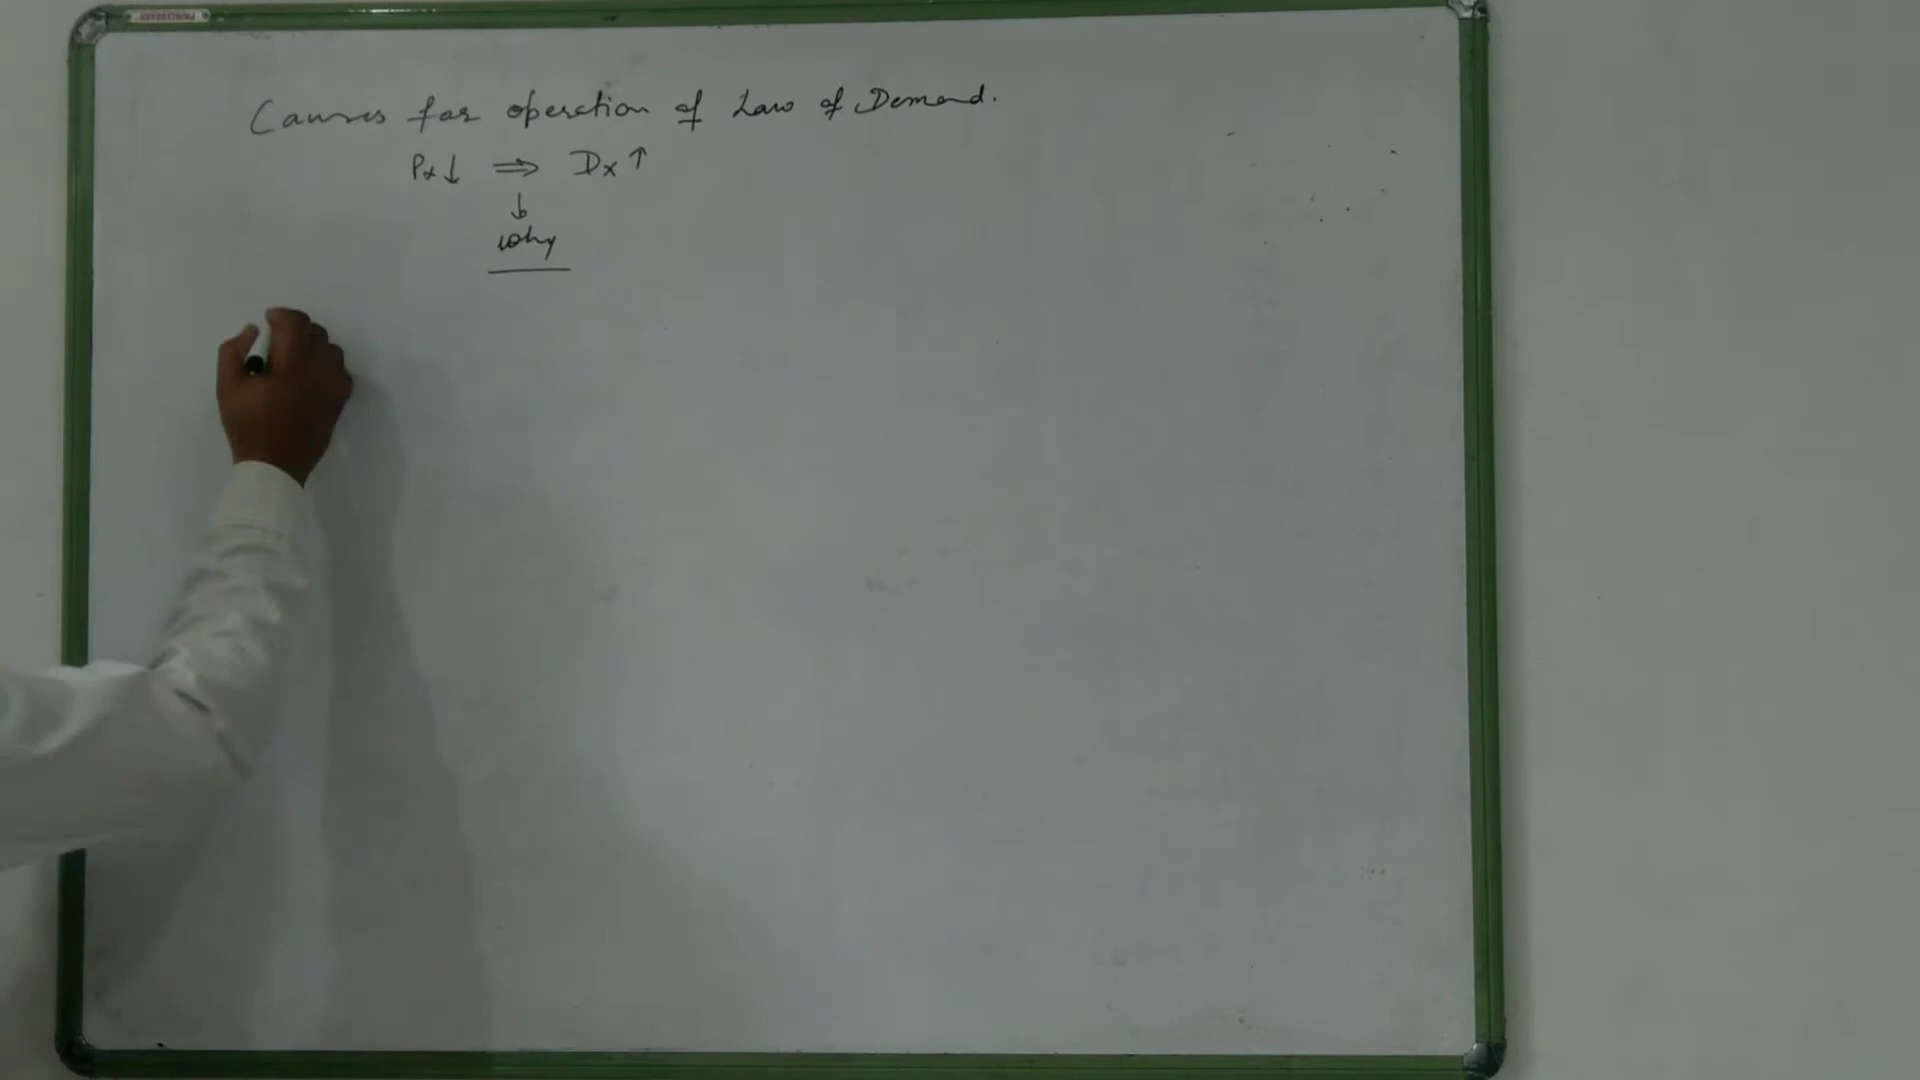 Causes for operation of Law of Demand.
Px↓ ⇒ Dx↑
↓
why